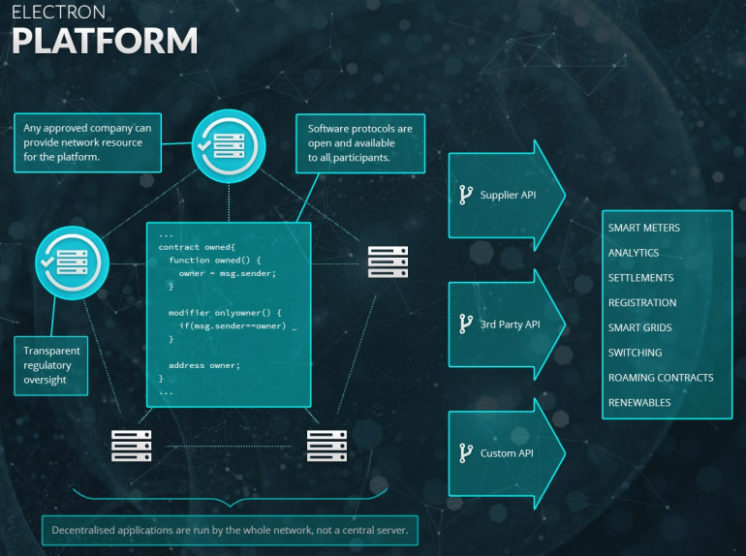 ELECTRON
PLATFORM
Any approved company can
provide network resource
for the platform.
Software protocols are
open and available
to all participants.
...
contract owned{
function owned() {
owner = msg.sender;
}
modifier onlyowner() {
if(msg.sender==owner) _
}
address owner;
}
...
Transparent
regulatory
oversight
Decentralised applications are run by the whole network, not a central server.
Supplier API
3rd Party API
Custom API
SMART METERS
ANALYTICS
SETTLEMENTS
REGISTRATION
SMART GRIDS
SWITCHING
ROAMING CONTRACTS
RENEWABLES